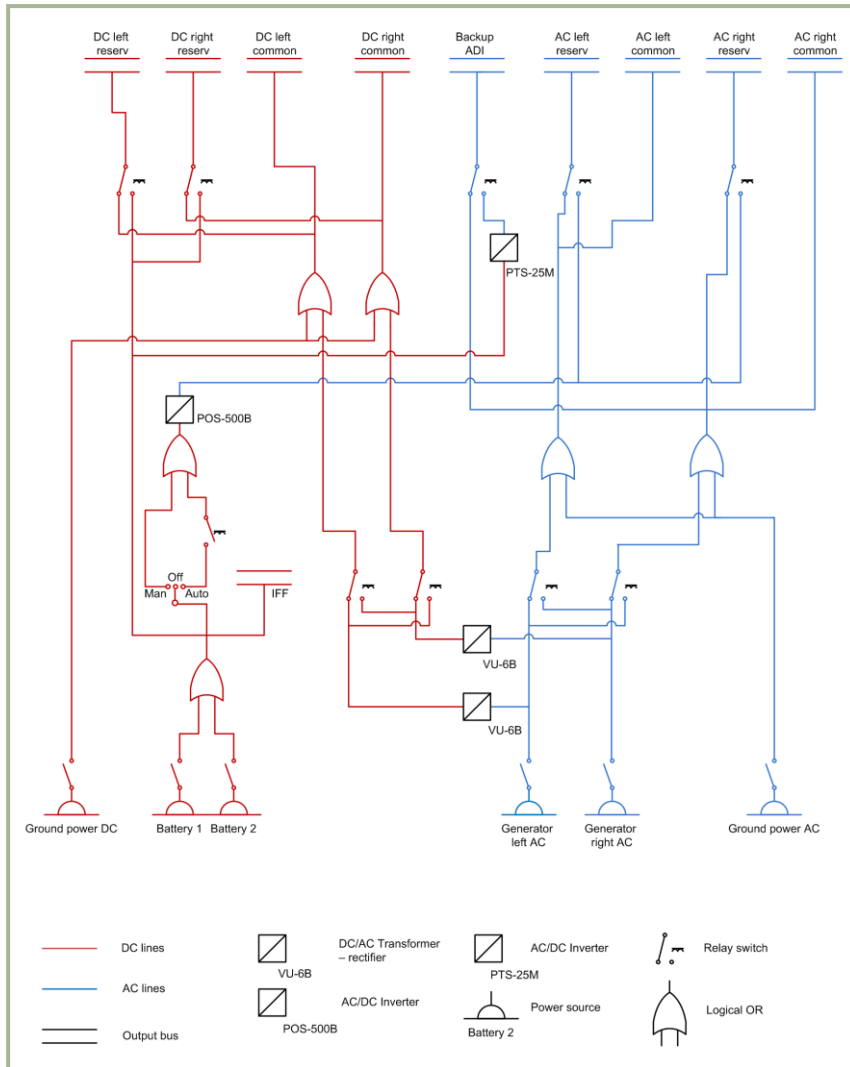 DC left
reserv
DC right
reserv
DC left
common
DC right
common
Backup
ADI
AC left
reserv
AC left
common
AC right
reserv
AC right
common
PTS-25M
POS-500B
Off
Man
Auto
IFF
VU-6B
VU-6B
Ground power DC
Battery 1
Battery 2
Generator
left AC
Generator
right AC
Ground power AC
DC lines
AC lines
Output bus
VU-6B
DC/AC Transformer
– rectifier
POS-500B
AC/DC Inverter
PTS-25M
AC/DC Inverter
Battery 2
Power source
Relay switch
Logical OR